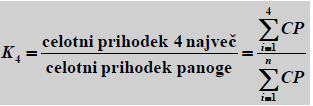 K₄ = celotni prihodek 4 največ / celotni prihodek panoge = ∑_{i=1}^{4} CP / ∑_{i=1}^{n} CP